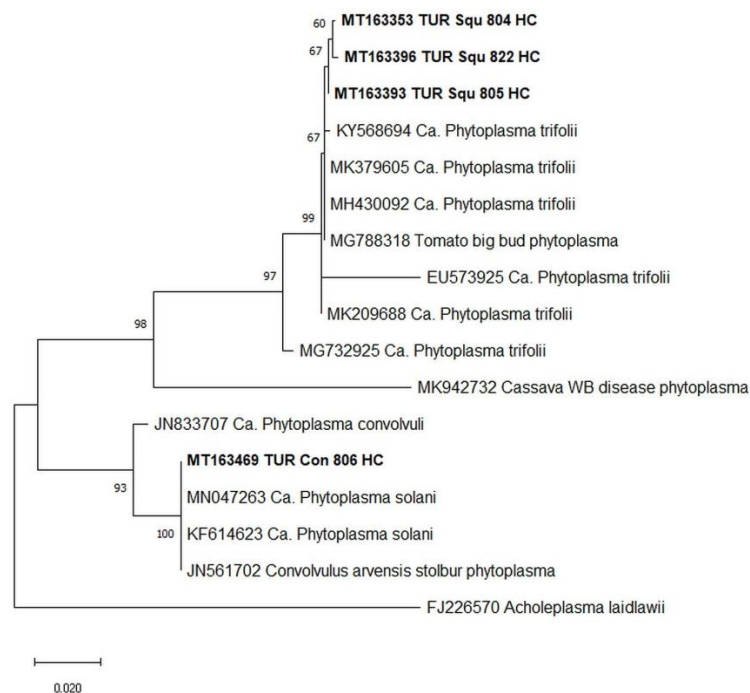 60
MT163353 TUR Squ 804 HC
67
MT163396 TUR Squ 822 HC
MT163393 TUR Squ 805 HC
67
KY568694 Ca. Phytoplasma trifolii
MK379605 Ca. Phytoplasma trifolii
MH430092 Ca. Phytoplasma trifolii
99
MG788318 Tomato big bud phytoplasma
97
EU573925 Ca. Phytoplasma trifolii
MK209688 Ca. Phytoplasma trifolii
98
MG732925 Ca. Phytoplasma trifolii
MK942732 Cassava WB disease phytoplasma
JN833707 Ca. Phytoplasma convolvuli
MT163469 TUR Con 806 HC
93
MN047263 Ca. Phytoplasma solani
100
KF614623 Ca. Phytoplasma solani
JN561702 Convolvulus arvensis stolbur phytoplasma
FJ226570 Acholeplasma laidlawii
0.020